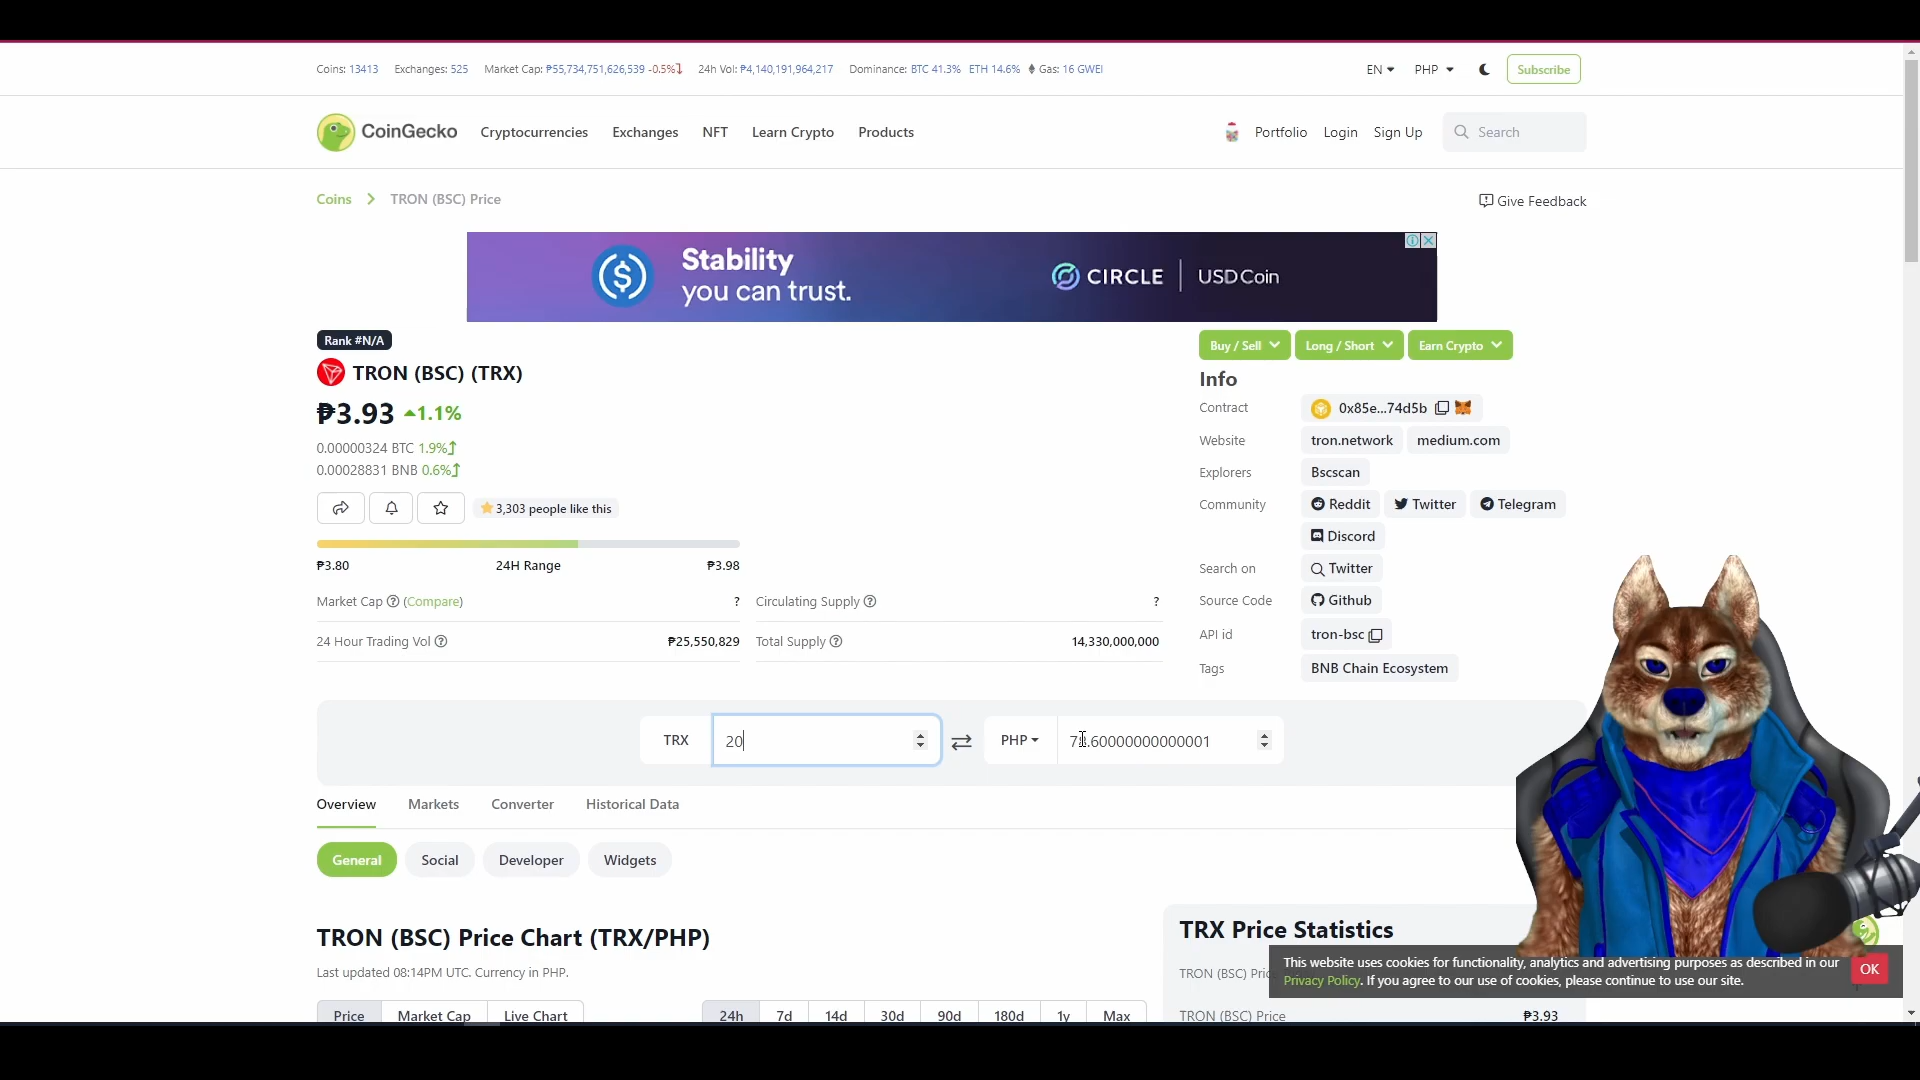 Coins: 13413 Exchanges: 525 Market Cap: ₱55,734,751,626,539 -0.5% 24h Vol: ₱4,140,191,964,217 Dominance: BTC 41.3% ETH 14.6% Gas: 16 GWEI
EN PHP Subscribe
CoinGecko Cryptocurrencies Exchanges NFT Learn Crypto Products Portfolio Login Sign Up Search
Coins > TRON (BSC) Price
Give Feedback
Stability
you can trust.
CIRCLE | USD Coin
Rank #N/A
TRON (BSC) (TRX)
₱3.93 1.1%
0.00000324 BTC 1.9%
0.00028831 BNB 0.6%
3,303 people like this
₱3.80 24H Range ₱3.98
Market Cap (Compare) ?
Circulating Supply ?
24 Hour Trading Vol ₱25,550,829
Total Supply 14,330,000,000
Buy / Sell Long / Short Earn Crypto
Info
Contract 0x85e...74d5b
Website tron.network medium.com
Explorers Bscscan
Community Reddit Twitter Telegram
Discord
Search on Twitter
Source Code Github
API id tron-bsc
Tags BNB Chain Ecosystem
TRX 20 PHP 78.60000000000001
Overview Markets Converter Historical Data
General Social Developer Widgets
TRON (BSC) Price Chart (TRX/PHP)
Last updated 08:14PM UTC. Currency in PHP.
Price Market Cap Live Chart 24h 7d 14d 30d 90d 180d 1y Max
TRX Price Statistics
TRON (BSC)
TRON (BSC) Price ₱3.93
This website uses cookies for functionality, analytics and advertising purposes as described in our
Privacy Policy. If you agree to our use of cookies, please continue to use our site.
OK